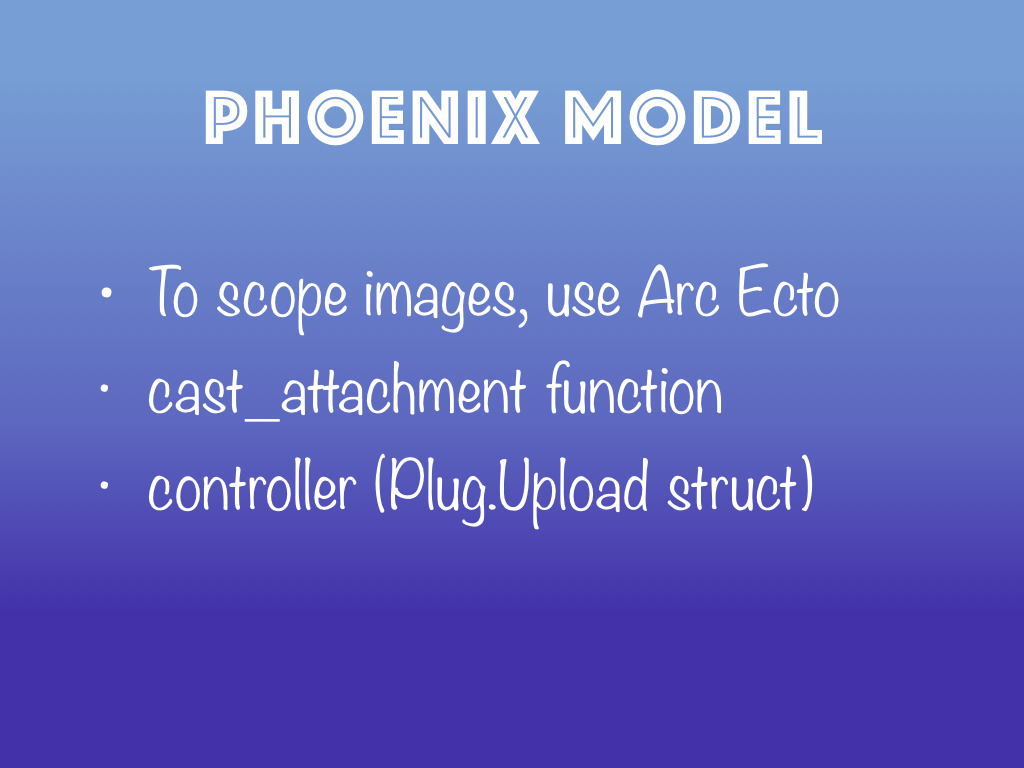 PHOENIX MODEL
• To scope images, use Arc Ecto
• cast_attachment function
• controller (Plug.Upload struct)